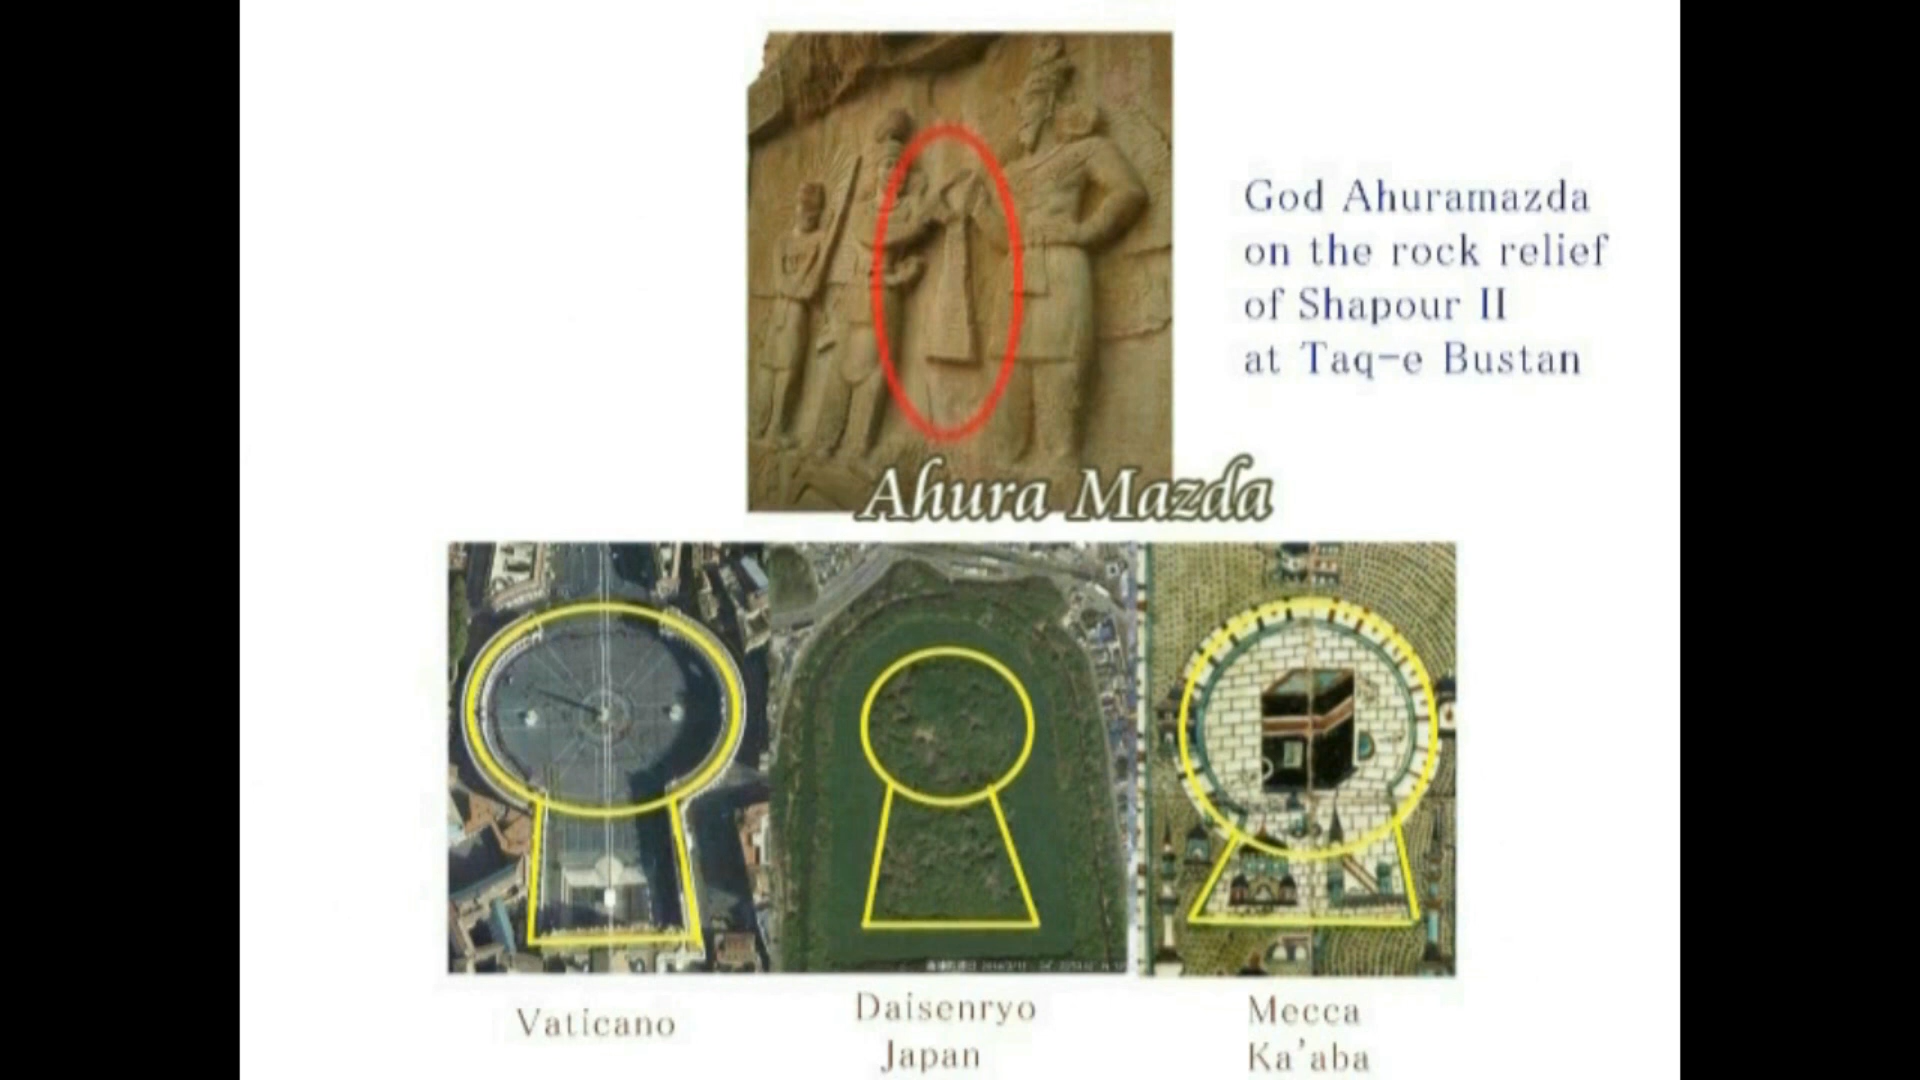 God Ahuramazda
on the rock relief
of Shapour II
at Taq-e Bustan
Ahura Mazda
Vaticano
Daisenryo
Japan
Mecca
Ka'aba